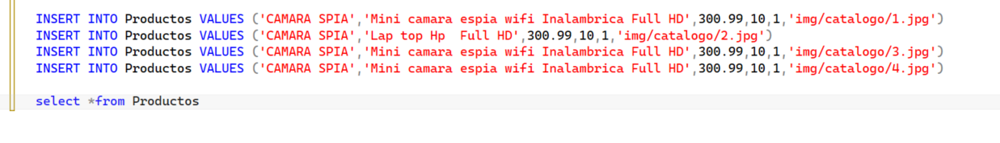 INSERT INTO Productos VALUES ('CAMARA SPIA','Mini camara espia wifi Inalambrica Full HD',300.99,10,1,'img/catalogo/1.jpg')
INSERT INTO Productos VALUES ('CAMARA SPIA','Lap top Hp  Full HD',300.99,10,1,'img/catalogo/2.jpg')
INSERT INTO Productos VALUES ('CAMARA SPIA','Mini camara espia wifi Inalambrica Full HD',300.99,10,1,'img/catalogo/3.jpg')
INSERT INTO Productos VALUES ('CAMARA SPIA','Mini camara espia wifi Inalambrica Full HD',300.99,10,1,'img/catalogo/4.jpg')
select *from Productos